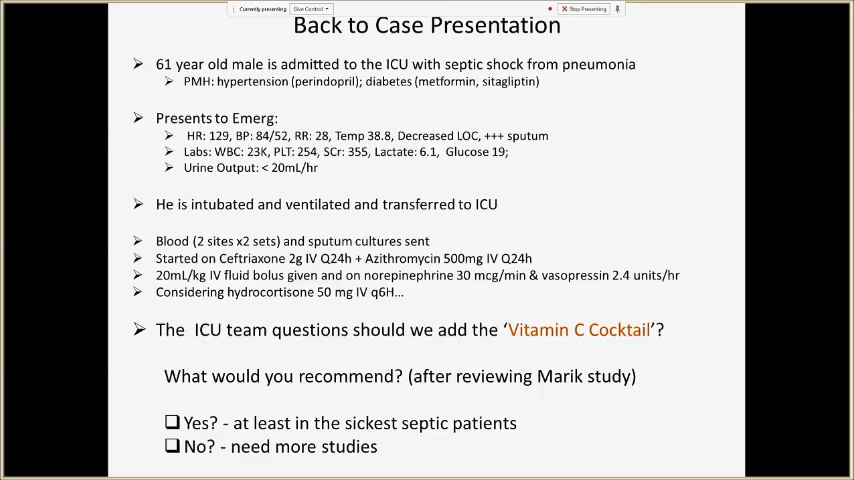 Currently presenting Give Control Stop Presenting
Back to Case Presentation
61 year old male is admitted to the ICU with septic shock from pneumonia
PMH: hypertension (perindopril); diabetes (metformin, sitagliptin)
Presents to Emerg:
HR: 129, BP: 84/52, RR: 28, Temp 38.8, Decreased LOC, +++ sputum
Labs: WBC: 23K, PLT: 254, SCr: 355, Lactate: 6.1, Glucose 19;
Urine Output: < 20mL/hr
He is intubated and ventilated and transferred to ICU
Blood (2 sites x2 sets) and sputum cultures sent
Started on Ceftriaxone 2g IV Q24h + Azithromycin 500mg IV Q24h
20mL/kg IV fluid bolus given and on norepinephrine 30 mcg/min & vasopressin 2.4 units/hr
Considering hydrocortisone 50 mg IV q6H...
The ICU team questions should we add the ‘Vitamin C Cocktail’?
What would you recommend? (after reviewing Marik study)
Yes? - at least in the sickest septic patients
No? - need more studies